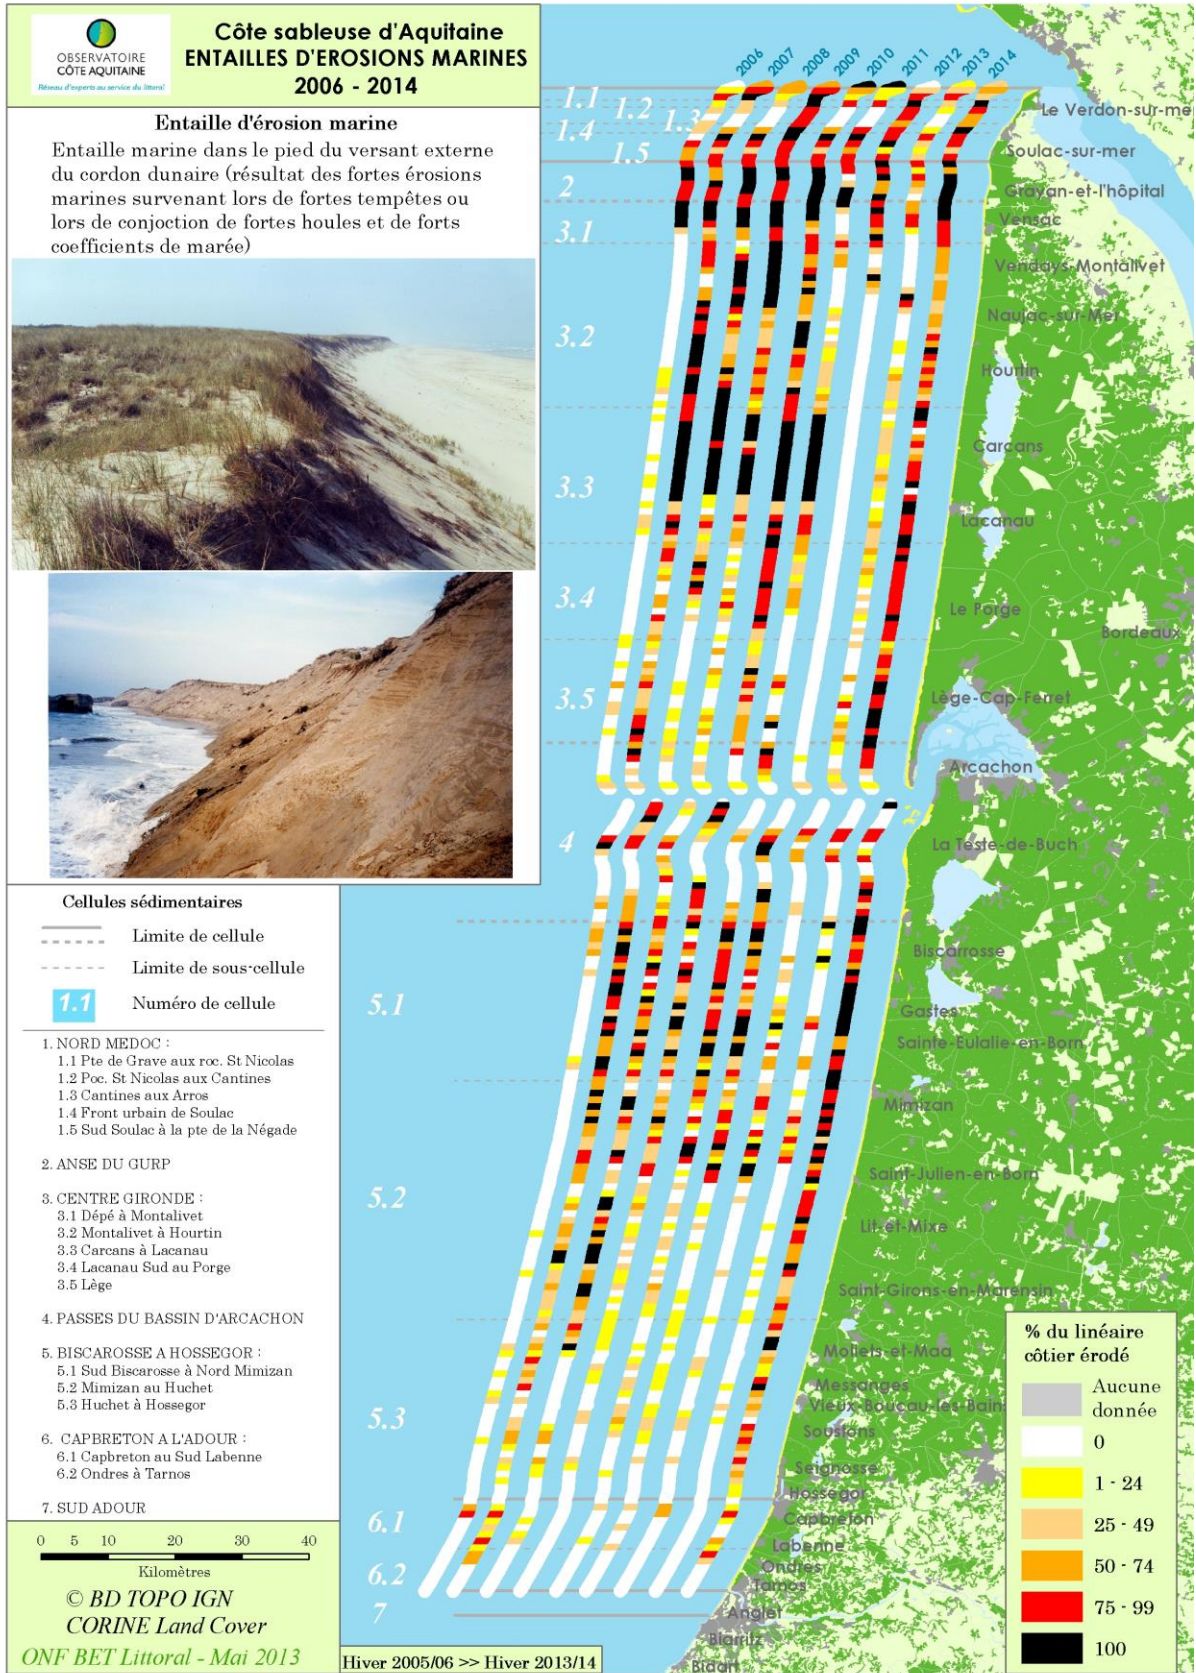 OBSERVATOIRE
CÔTE AQUITAINE
Réseau d'experts au service du littoral
Côte sableuse d'Aquitaine
ENTAILLES D'EROSIONS MARINES
2006 - 2014
Entaille d'érosion marine
Entaille marine dans le pied du versant externe
du cordon dunaire (résultat des fortes érosions
marines survenant lors de fortes tempêtes ou
lors de conjoction de fortes houles et de forts
coefficients de marée)
Cellules sédimentaires
Limite de cellule
Limite de sous-cellule
1.1 Numéro de cellule
1. NORD MEDOC :
1.1 Pte de Grave aux roc. St Nicolas
1.2 Poc. St Nicolas aux Cantines
1.3 Cantines aux Arros
1.4 Front urbain de Soulac
1.5 Sud Soulac à la pte de la Négade
2. ANSE DU GURP
3. CENTRE GIRONDE :
3.1 Dépé à Montalivet
3.2 Montalivet à Hourtin
3.3 Carcans à Lacanau
3.4 Lacanau Sud au Porge
3.5 Lège
4. PASSES DU BASSIN D'ARCACHON
5. BISCAROSSE A HOSSEGOR :
5.1 Sud Biscarosse à Nord Mimizan
5.2 Mimizan au Huchet
5.3 Huchet à Hossegor
6. CAPBRETON A L'ADOUR :
6.1 Capbreton au Sud Labenne
6.2 Ondres à Tarnos
7. SUD ADOUR
0 5 10 20 30 40
Kilomètres
© BD TOPO IGN
CORINE Land Cover
ONF BET Littoral - Mai 2013
Hiver 2005/06 >> Hiver 2013/14
2006 2007 2008 2009 2010 2011 2012 2013 2014
1.1
1.2
1.3
1.4
1.5
2
3.1
3.2
3.3
3.4
3.5
4
5.1
5.2
5.3
6.1
6.2
7
Le Verdon-sur-mer
Soulac-sur-mer
Grayan-et-l'hôpital
Vensac
Vendays-Montalivet
Naujac-sur-Mer
Hourtin
Carcans
Lacanau
Le Porge
Bordeaux
Lège-Cap-Ferret
Arcachon
La Teste-de-Buch
Biscarrosse
Gastes
Sainte-Eulalie-en-Born
Mimizan
Saint-Julien-en-Born
Lit-et-Mixe
Saint-Girons-en-Marensin
Moliets-et-Maa
Messanges
Vieux-Boucau-les-Bains
Soustons
Seignosse
Hossegor
Capbreton
Labenne
Ondres
Tarnos
Anglet
Biarritz
Bidart
% du linéaire
côtier érodé
Aucune
donnée
0
1 - 24
25 - 49
50 - 74
75 - 99
100